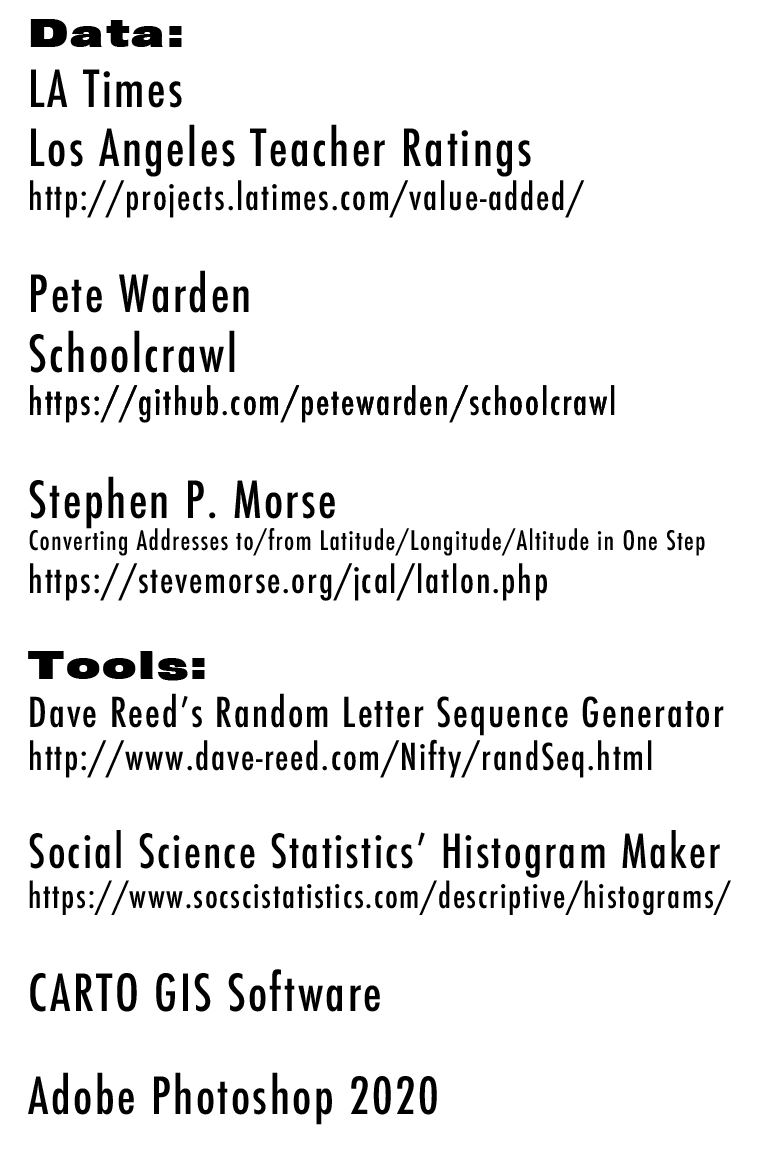 Data:
LA Times
Los Angeles Teacher Ratings
http://projects.latimes.com/value-added/
Pete Warden
Schoolcrawl
https://github.com/petewarden/schoolcrawl
Stephen P. Morse
Converting Addresses to/from Latitude/Longitude/Altitude in One Step
https://stevemorse.org/jcal/latlon.php
Tools:
Dave Reed’s Random Letter Sequence Generator
http://www.dave-reed.com/Nifty/randSeq.html
Social Science Statistics’ Histogram Maker
https://www.socscistatistics.com/descriptive/histograms/
CARTO GIS Software
Adobe Photoshop 2020